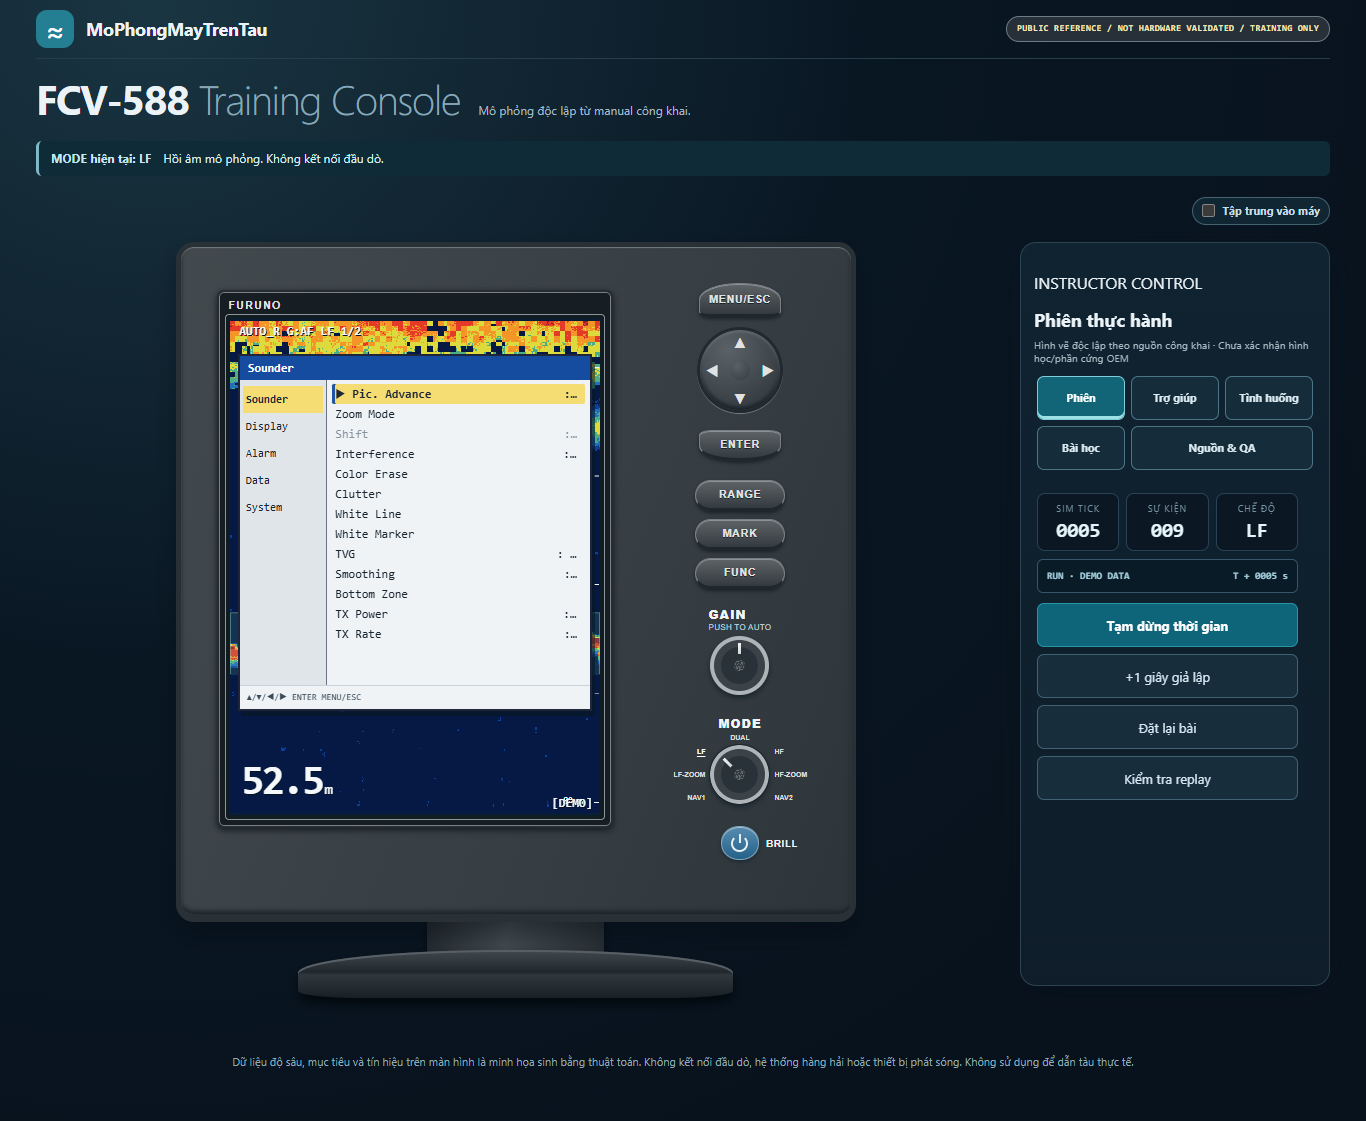 ≈ MoPhongMayTrenTau
PUBLIC REFERENCE / NOT HARDWARE VALIDATED / TRAINING ONLY
FCV-588 Training Console Mô phỏng độc lập từ manual công khai.
MODE hiện tại: LF Hồi âm mô phỏng. Không kết nối đầu dò.
Tập trung vào máy
FURUNO
AUTO_R G:AF LF 1/2
Sounder
Sounder
Display
Alarm
Data
System
▶ Pic. Advance :…
Zoom Mode
Shift :…
Interference :…
Color Erase
Clutter
White Line
White Marker
TVG : …
Smoothing :…
Bottom Zone
TX Power :…
TX Rate :…
▲/▼/◀/▶ ENTER MENU/ESC
52.5m
[DEMO]
MENU/ESC
▲
◀ ▶
▼
ENTER
RANGE
MARK
FUNC
GAIN
PUSH TO AUTO
MODE
DUAL
LF HF
LF-ZOOM HF-ZOOM
NAV1 NAV2
BRILL
INSTRUCTOR CONTROL
Phiên thực hành
Hình vẽ độc lập theo nguồn công khai · Chưa xác nhận hình
học/phần cứng OEM
Phiên Trợ giúp Tình huống
Bài học Nguồn & QA
SIM TICK SỰ KIỆN CHẾ ĐỘ
0005 009 LF
RUN · DEMO DATA T + 0005 s
Tạm dừng thời gian
+1 giây giả lập
Đặt lại bài
Kiểm tra replay
Dữ liệu độ sâu, mục tiêu và tín hiệu trên màn hình là minh họa sinh bằng thuật toán. Không kết nối đầu dò, hệ thống hàng hải hoặc thiết bị phát sóng. Không sử dụng để dẫn tàu thực tế.